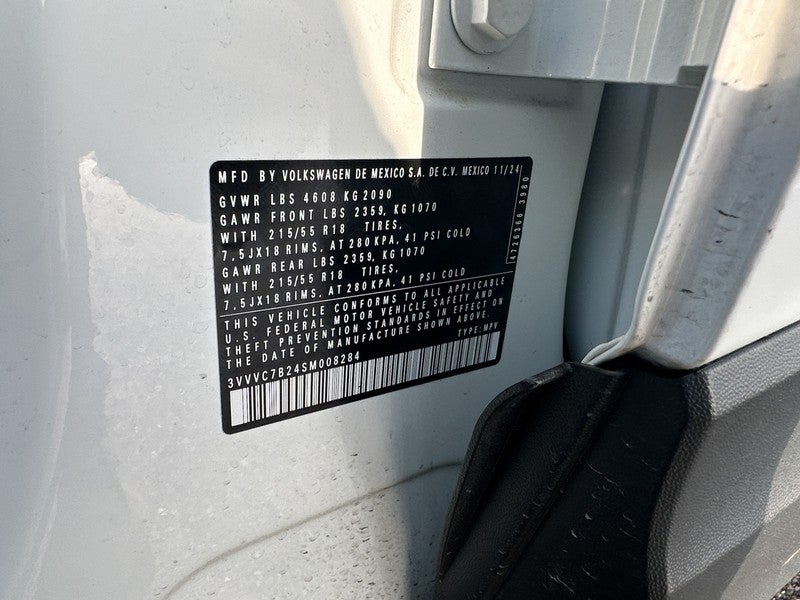 MFD BY VOLKSWAGEN DE MEXICO S.A. DE C.V. MEXICO 11/24
GVWR LBS 4608 KG 2090
GAWR FRONT LBS 2359, KG 1070
WITH 215/55 R18 TIRES,
7.5JX18 RIMS, AT 280 KPA, 41 PSI COLD
GAWR REAR LBS 2359, KG 1070
WITH 215/55 R18 TIRES,
7.5JX18 RIMS, AT 280 KPA, 41 PSI COLD
THIS VEHICLE CONFORMS TO ALL APPLICABLE
U.S. FEDERAL MOTOR VEHICLE SAFETY AND
THEFT PREVENTION STANDARDS IN EFFECT ON
THE DATE OF MANUFACTURE SHOWN ABOVE.
TYPE: MPV
3VVVC7B24SM008284
4726366 3980